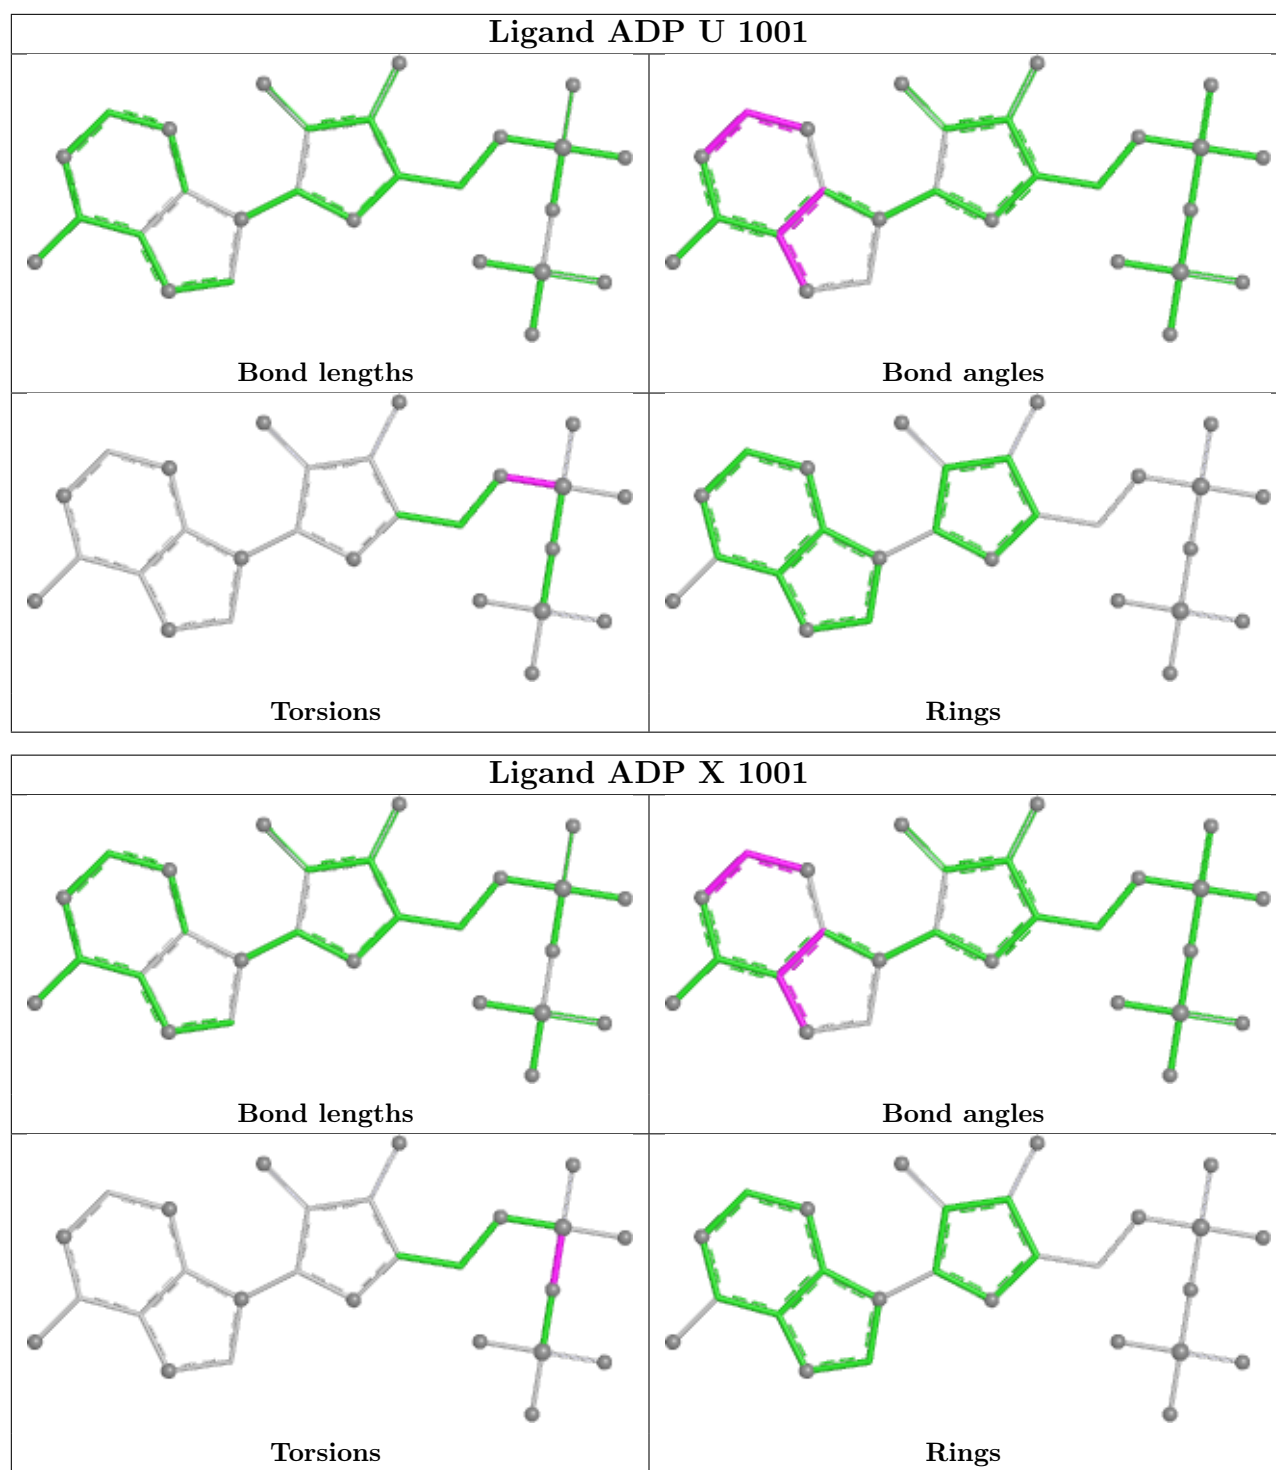 Ligand ADP U 1001
Bond lengths
Bond angles
Torsions
Rings
Ligand ADP X 1001
Bond lengths
Bond angles
Torsions
Rings